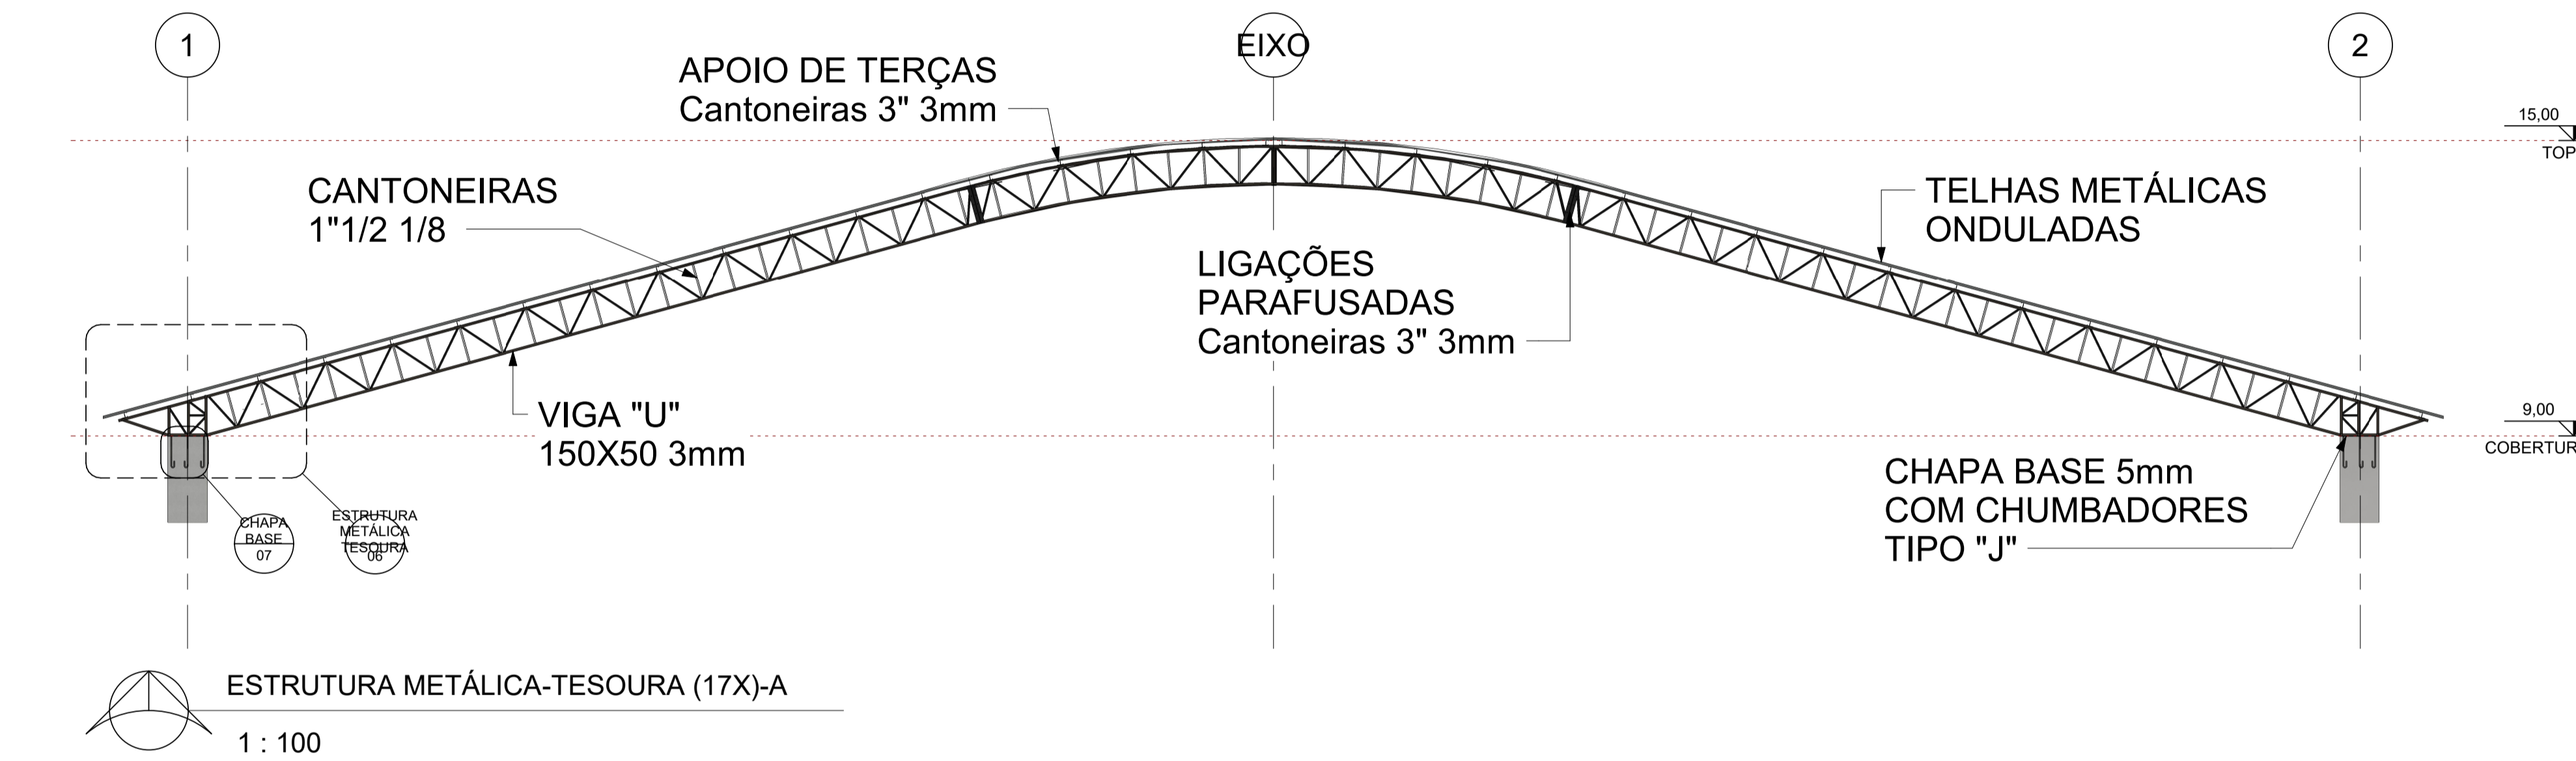 1
EIXO
2
APOIO DE TERÇAS
Cantoneiras 3" 3mm
15,00
TOP
CANTONEIRAS
1"1/2 1/8
TELHAS METÁLICAS
ONDULADAS
LIGAÇÕES
PARAFUSADAS
Cantoneiras 3" 3mm
VIGA "U"
150X50 3mm
9,00
COBERTUR
CHAPA BASE 5mm
COM CHUMBADORES
TIPO "J"
CHAPA
BASE
07
ESTRUTURA
METÁLICA
TESOURA
06
ESTRUTURA METÁLICA-TESOURA (17X)-A
1 : 100